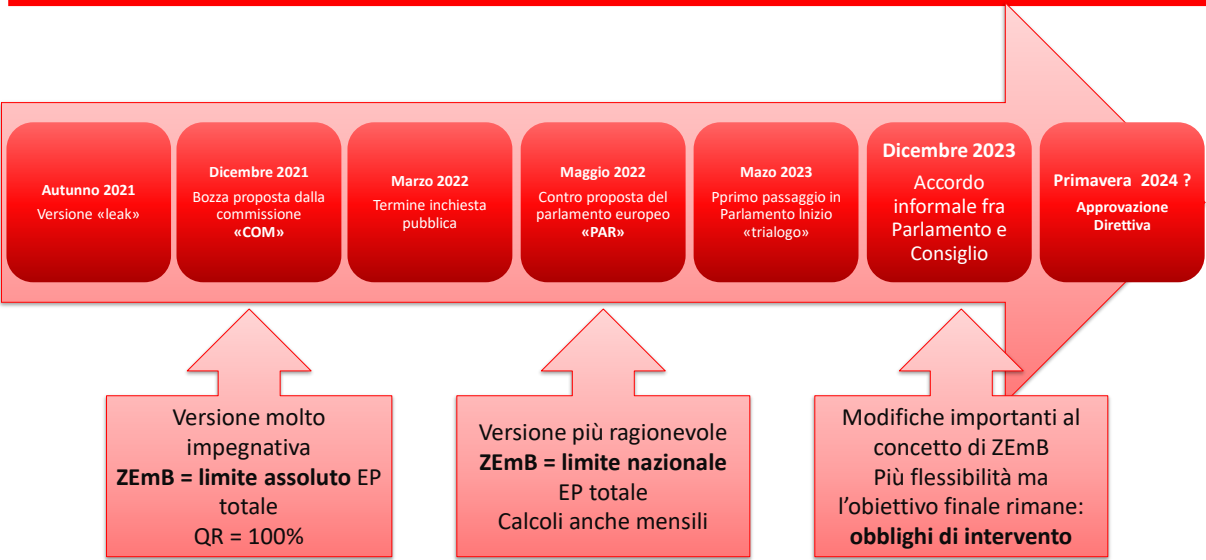 Autunno 2021
Versione «leak»
Dicembre 2021
Bozza proposta dalla
commissione
«COM»
Marzo 2022
Termine inchiesta
pubblica
Maggio 2022
Contro proposta del
parlamento europeo
«PAR»
Mazo 2023
Pprimo passaggio in
Parlamento Inizio
«trialogo»
Dicembre 2023
Accordo
informale fra
Parlamento e
Consiglio
Primavera 2024 ?
Approvazione
Direttiva
Versione molto
impegnativa
ZEmB = limite assoluto EP
totale
QR = 100%
Versione più ragionevole
ZEmB = limite nazionale
EP totale
Calcoli anche mensili
Modifiche importanti al
concetto di ZEmB
Più flessibilità ma
l'obiettivo finale rimane:
obblighi di intervento